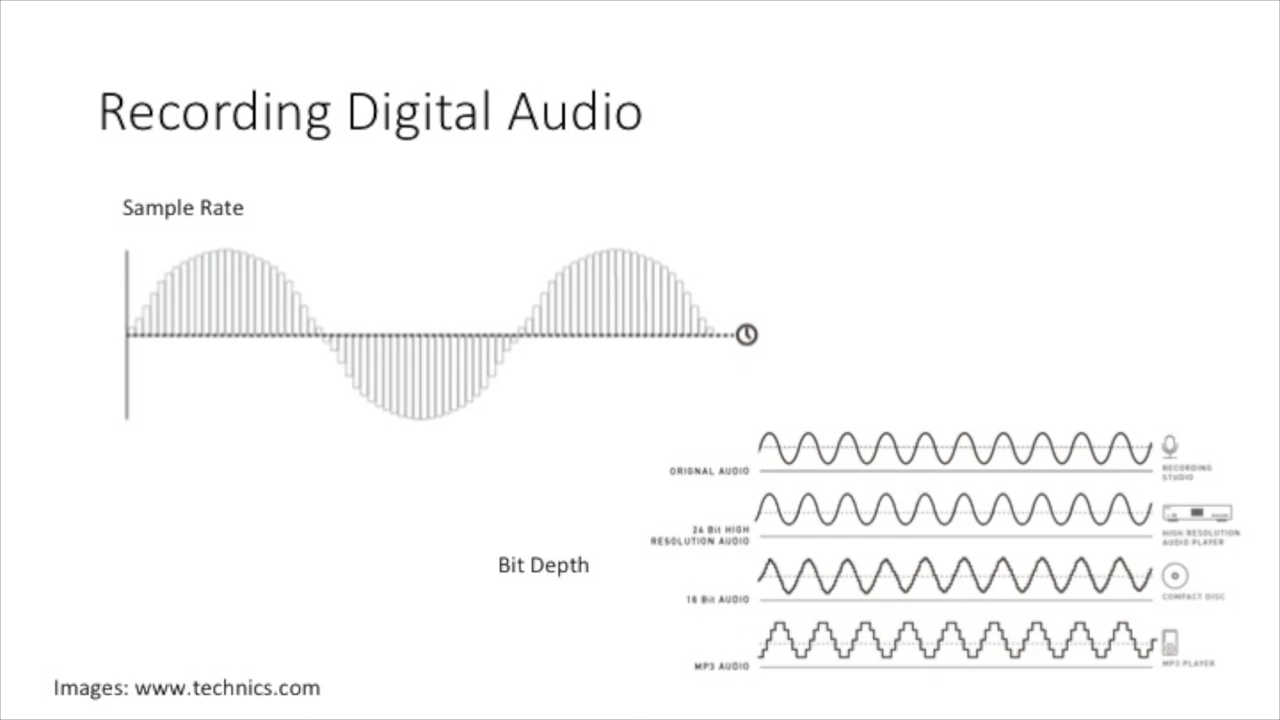 Recording Digital Audio
Sample Rate
ORIGNAL AUDIO
RECORDING
STUDIO
24 Bit HIGH
RESOLUTION AUDIO
HIGH RESOLUTION
AUDIO PLAYER
Bit Depth
16 Bit AUDIO
COMPACT DISC
MP3 AUDIO
MP3 PLAYER
Images: www.technics.com